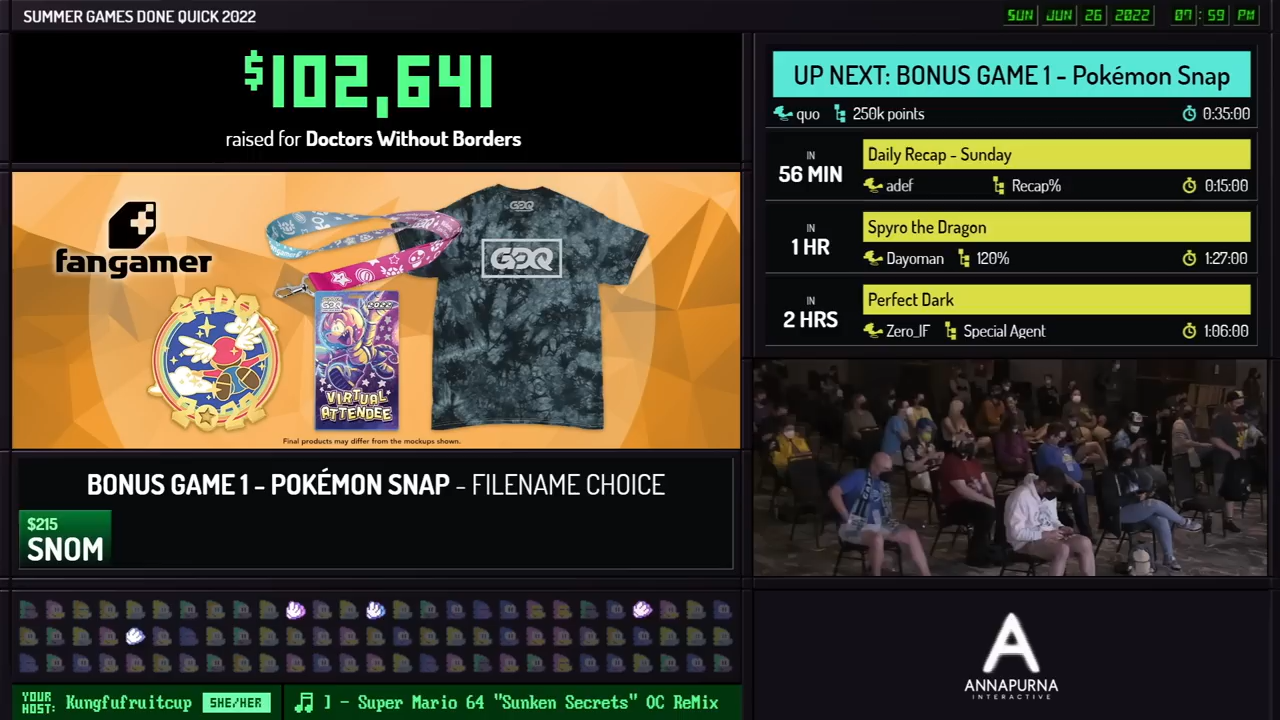 SUMMER GAMES DONE QUICK 2022
SUN JUN 26 2022 07:59 PM
$102,641
raised for Doctors Without Borders
fangamer
SGDQ
2022
GDQ
2022
VIRTUAL
ATTENDEE
GDQ
GDQ
Final products may differ from the mockups shown.
BONUS GAME 1 - POKÉMON SNAP - FILENAME CHOICE
$215
SNOM
YOUR HOST:
Kungfufruitcup
SHE/HER
] - Super Mario 64 "Sunken Secrets" OC ReMix
UP NEXT: BONUS GAME 1 - Pokémon Snap
quo 250k points 0:35:00
IN
56 MIN
Daily Recap - Sunday
adef Recap% 0:15:00
IN
1 HR
Spyro the Dragon
Dayoman 120% 1:27:00
IN
2 HRS
Perfect Dark
Zero_IF Special Agent 1:06:00
A
ANNAPURNA
INTERACTIVE